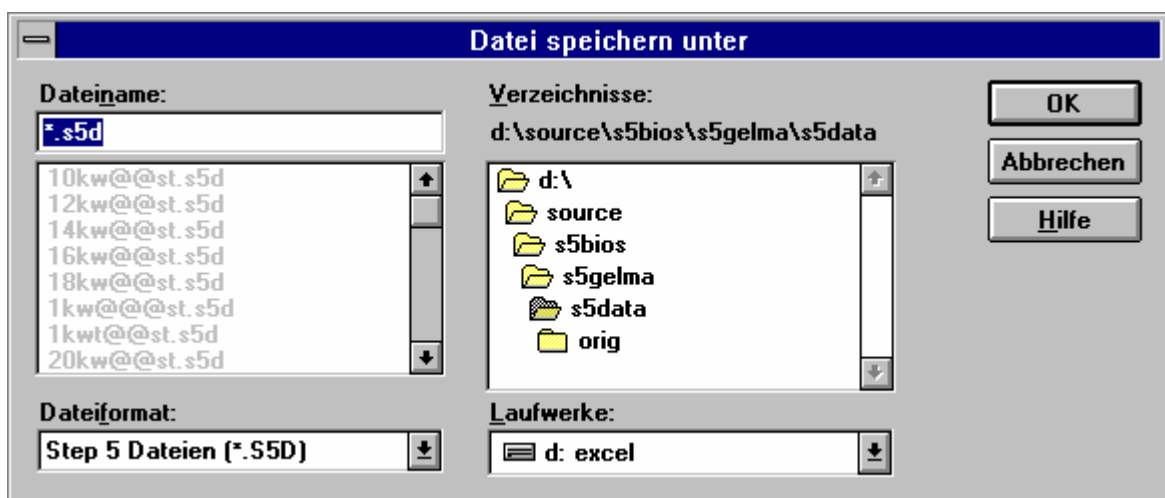 Datei speichern unter
Dateiname:
*.s5d
10kw@@st.s5d
12kw@@st.s5d
14kw@@st.s5d
16kw@@st.s5d
18kw@@st.s5d
1kw@@@st.s5d
1kwt@@st.s5d
20kw@@st.s5d
Dateiformat:
Step 5 Dateien (*.S5D)
Verzeichnisse:
d:\source\s5bios\s5gelma\s5data
d:\
source
s5bios
s5gelma
s5data
orig
Laufwerke:
d: excel
OK
Abbrechen
Hilfe